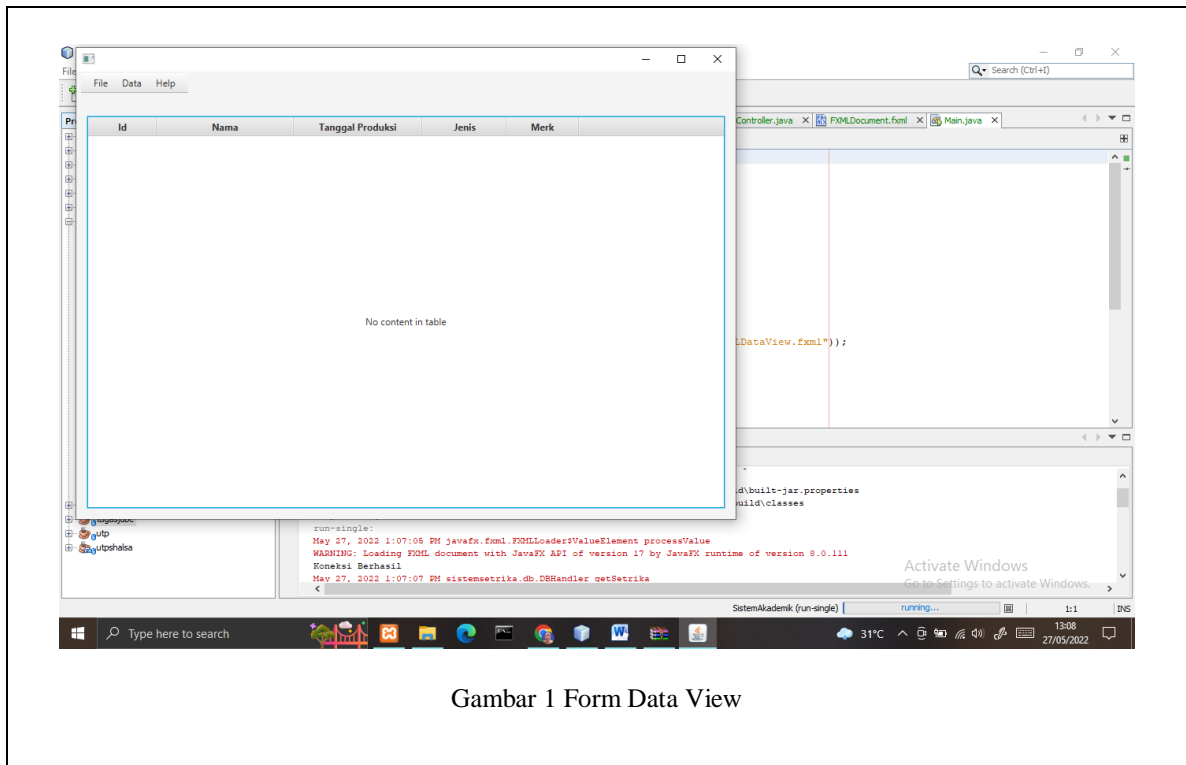 File
Search (Ctrl+I)
File Data Help
Id Nama Tanggal Produksi Jenis Merk
Controller.java FXMLDocument.fxml Main.java
No content in table
LDataView.fxml"));
d\built-jar.properties
build\classes
utp
utpshalsa
run-single:
May 27, 2022 1:07:05 PM javafx.fxml.FXMLLoader$ValueElement processValue
WARNING: Loading FXML document with JavaFX API of version 17 by JavaFX runtime of version 8.0.111
Koneksi Berhasil
May 27, 2022 1:07:07 PM sistemsetrika.db.DBHandler getSetrika
Activate Windows
Go to Settings to activate Windows.
SistemAkademik (run-single) running... 1:1 INS
Type here to search
31°C
13:08
27/05/2022
Gambar 1 Form Data View